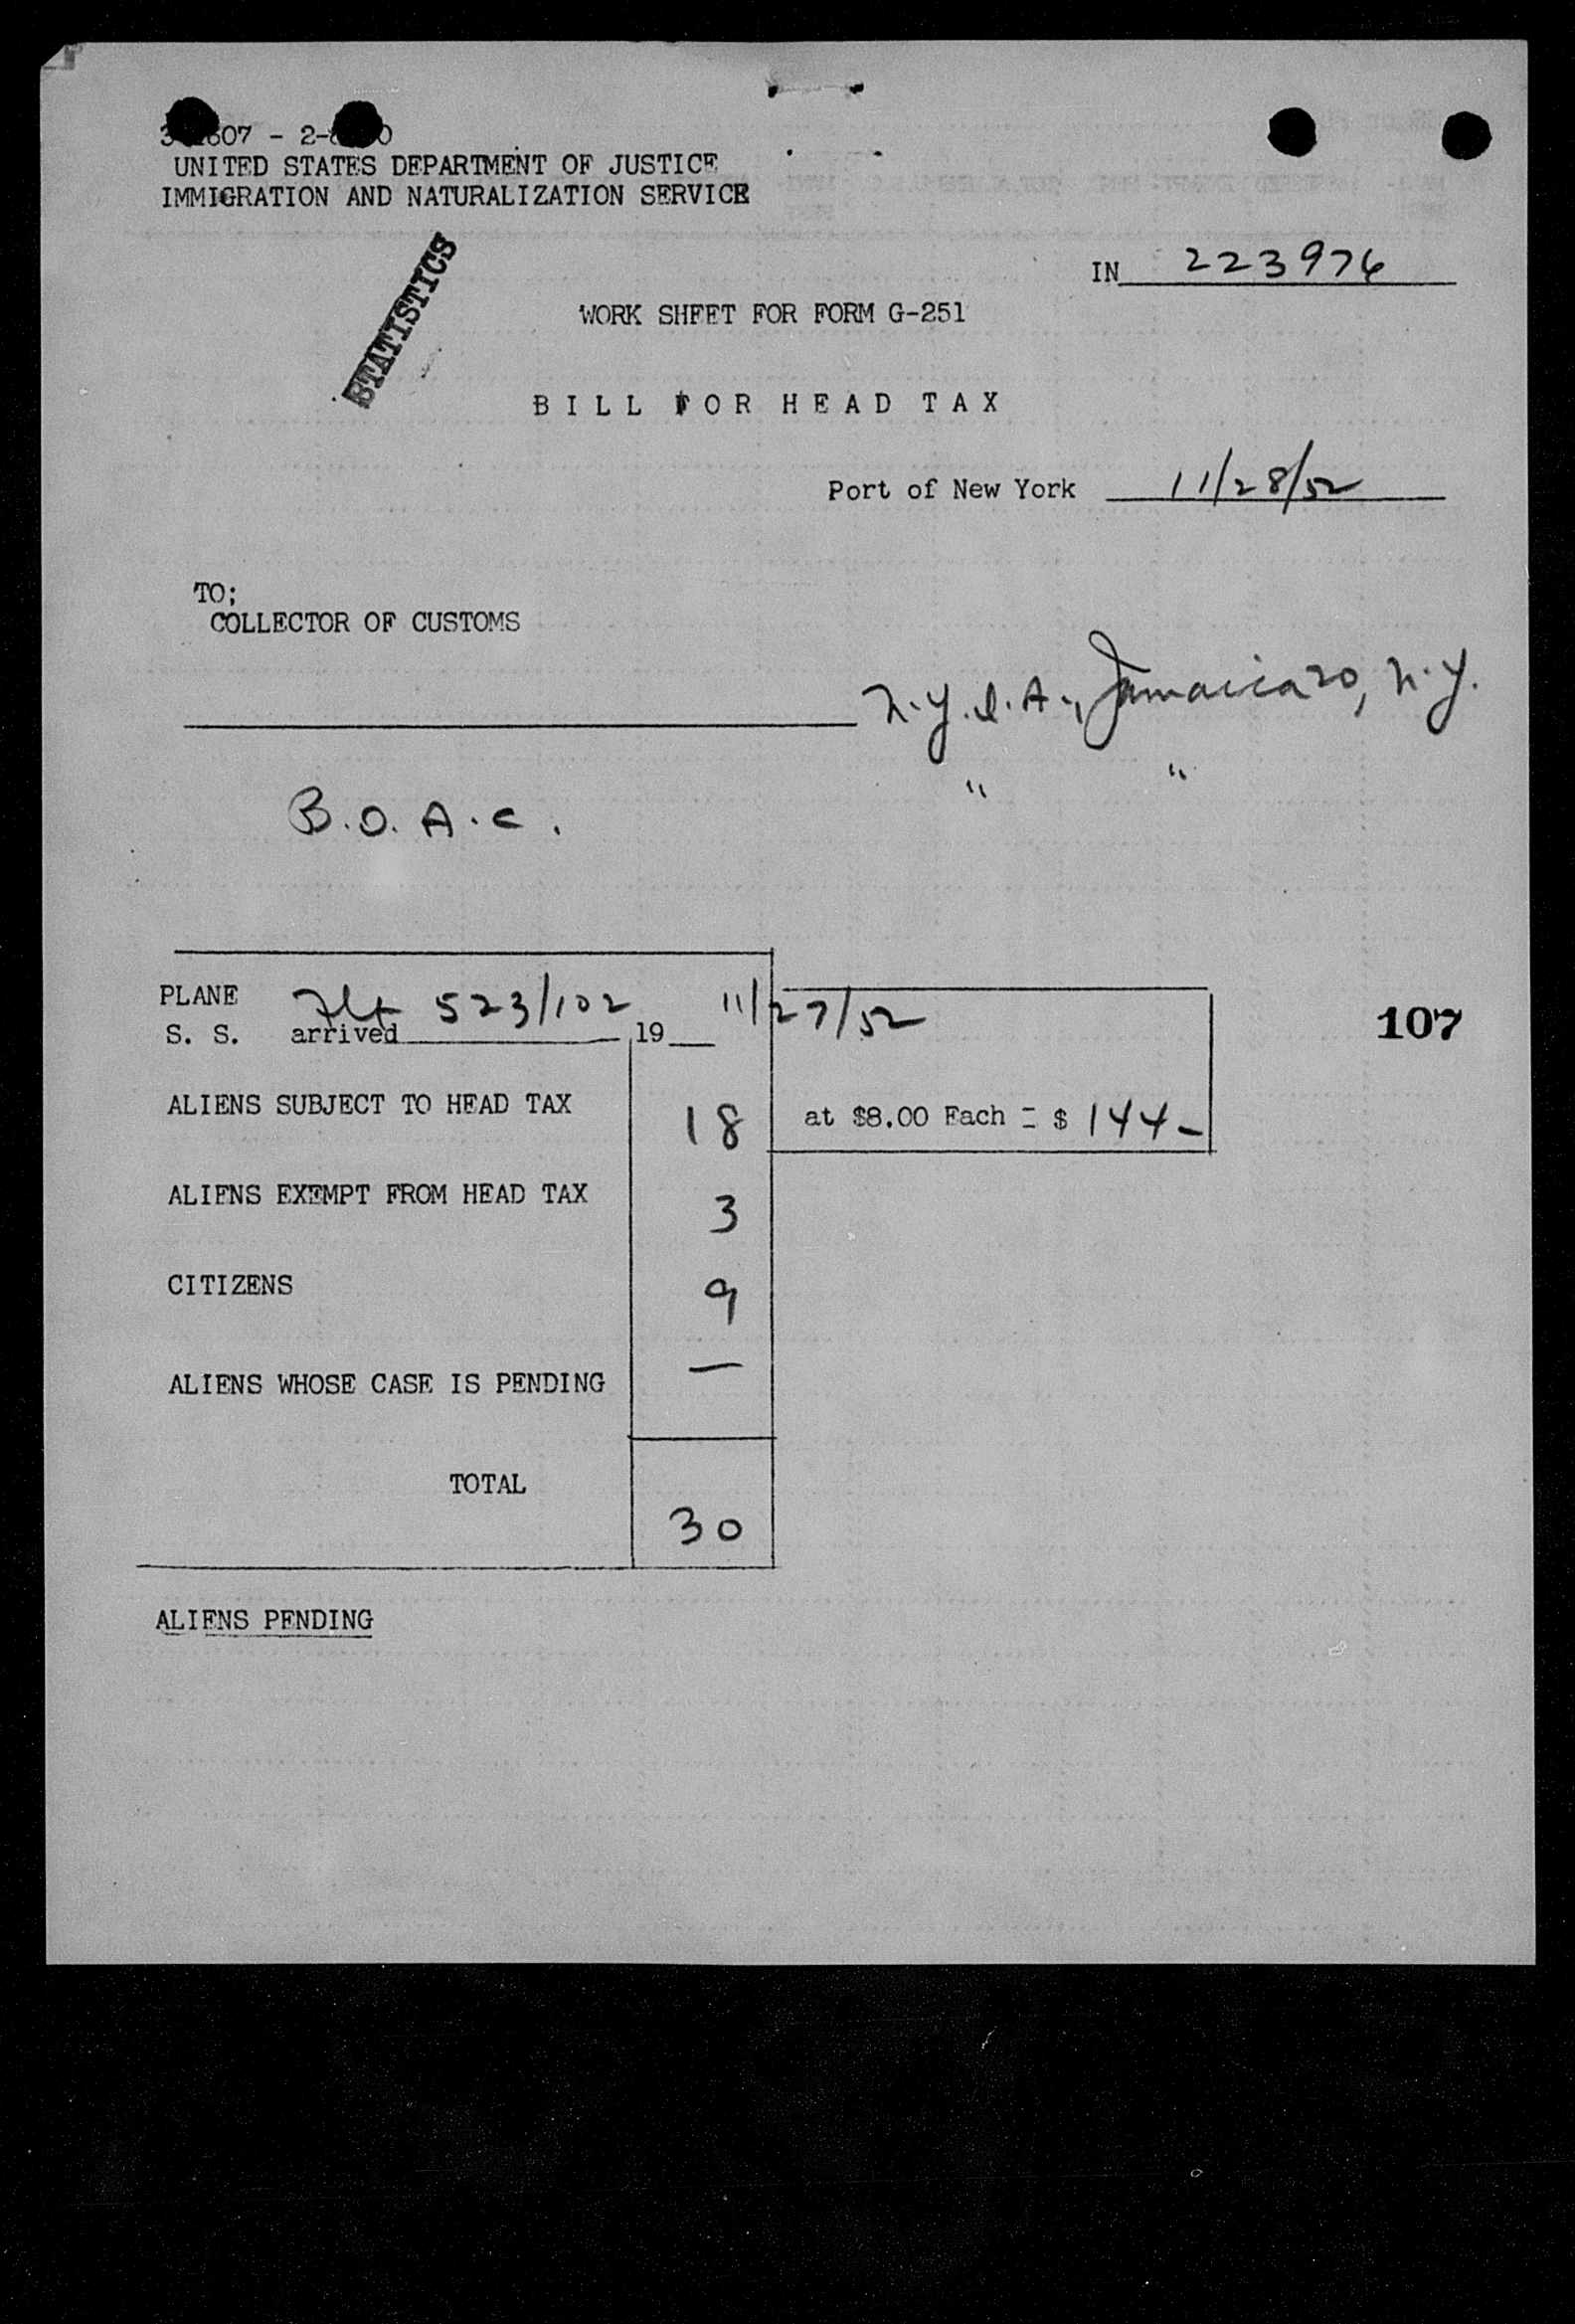 UNITED STATES DEPARTMENT OF JUSTICE
IMMIGRATION AND NATURALIZATION SERVICE
STATISTICS
IN 223976
WORK SHEET FOR FORM G-251
BILL FOR HEAD TAX
Port of New York 11/28/52
TO;
COLLECTOR OF CUSTOMS
N.Y.I.A., Jamaica 20, N.Y.
" "
B.O.A.C.
PLANE Flt 523/102 11/27/52
S. S. arrived 19
107
ALIENS SUBJECT TO HEAD TAX 18 at $8.00 Each = $ 144-
ALIENS EXEMPT FROM HEAD TAX 3
CITIZENS 9
ALIENS WHOSE CASE IS PENDING —
TOTAL 30
ALIENS PENDING